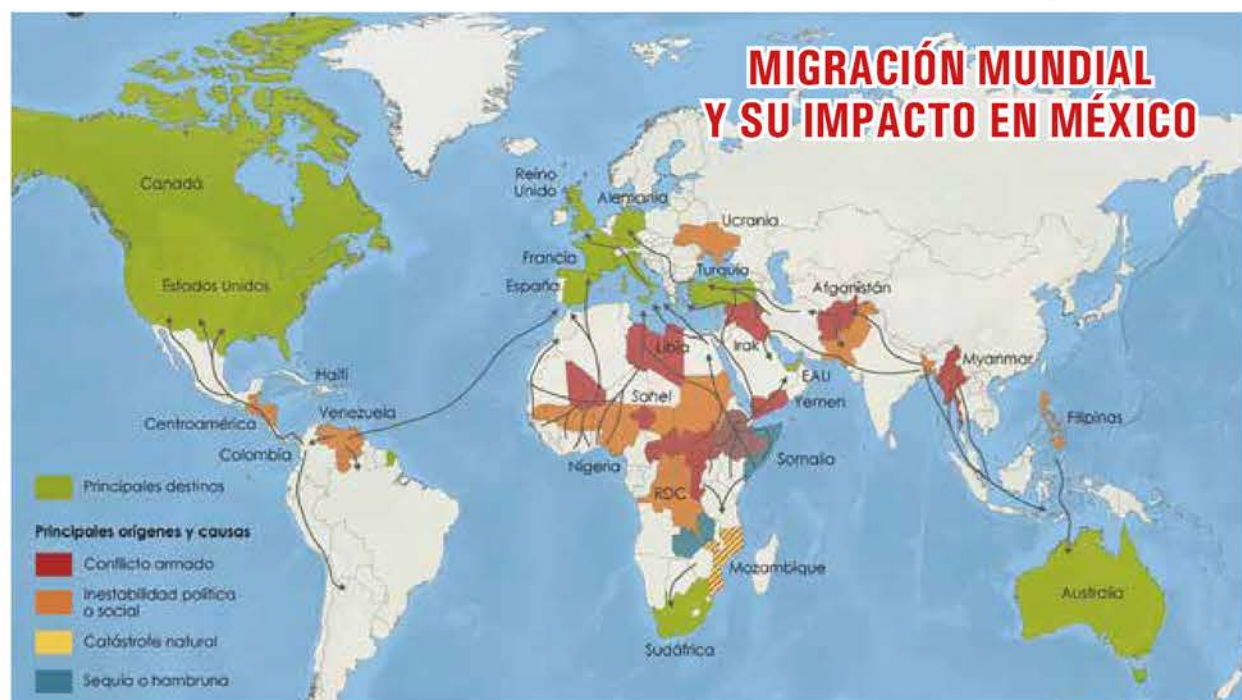 MIGRACIÓN MUNDIAL
Y SU IMPACTO EN MÉXICO
Canadá
Estados Unidos
Haití
Centroamérica
Venezuela
Colombia
Reino
Unido
Alemania
Ucrania
Francia
España
Turquía
Afganistán
Libia
Irak
EAU
Yemen
Myanmar
Filipinas
Sahel
Nigeria
Somalia
RDC
Mozambique
Sudáfrica
Australia
Principales destinos
Principales orígenes y causas
Conflicto armado
Inestabilidad política
o social
Catástrofe natural
Sequía o hambruna